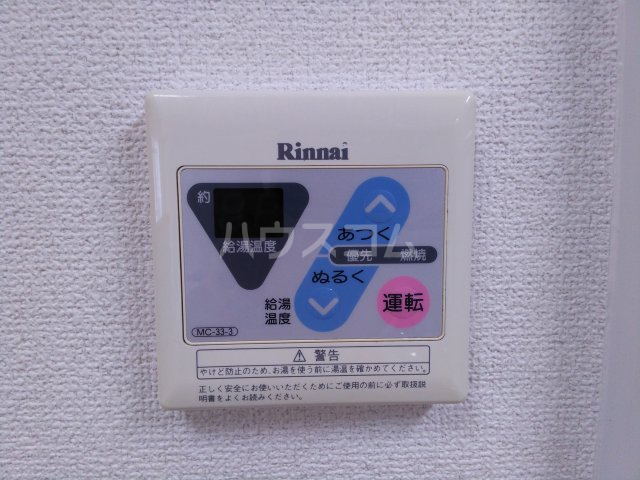 Rinnai
約
給湯温度
あつく
優先 燃焼
ぬるく
給湯
温度
運転
MC-33-3
⚠ 警告
やけど防止のため、お湯を使う前に湯温を確かめてください。
正しく安全にお使いいただくためにご使用の前に必ず取扱説
明書をよくお読みください。
ハウスコム